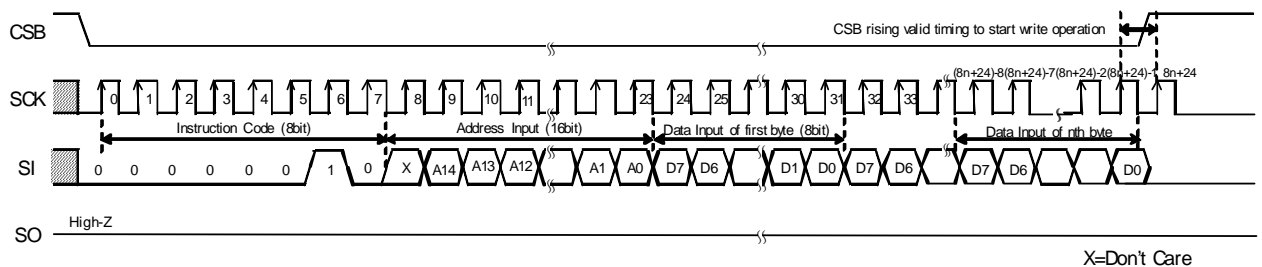 CSB
CSB rising valid timing to start write operation
(8n+24)-8 (8n+24)-7 (8n+24)-2 (8n+24)-1 8n+24
SCK
0 1 2 3 4 5 6 7 8 9 10 11 23 24 25 30 31 32 33
Instruction Code (8bit) Address Input (16bit) Data Input of first byte (8bit) Data Input of nth byte
SI
0 0 0 0 0 0 1 0 X A14 A13 A12 A1 A0 D7 D6 D1 D0 D7 D6 D7 D6 D0
High-Z
SO
X=Don't Care